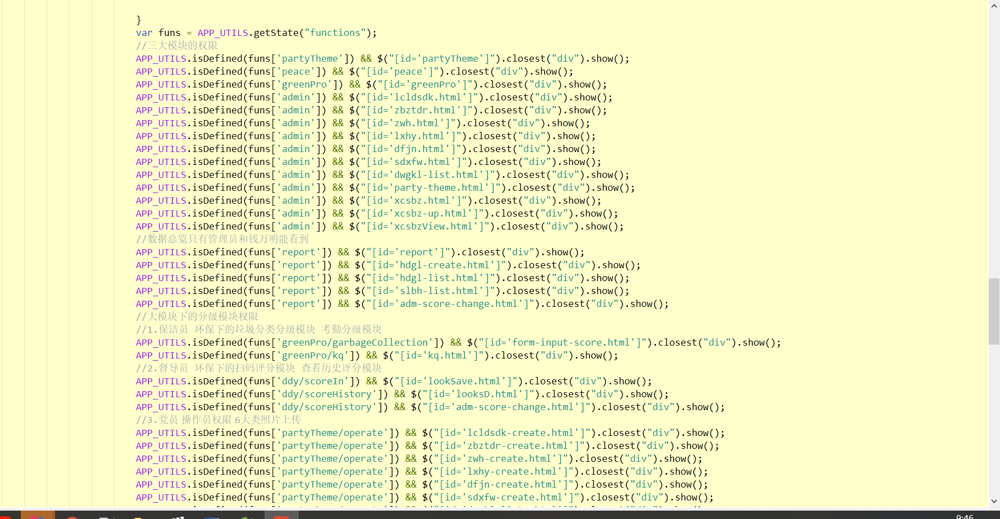 }
var funs = APP_UTILS.getState("functions");
//三大模块的权限
APP_UTILS.isDefined(funs['partyTheme']) && $("[id='partyTheme']").closest("div").show();
APP_UTILS.isDefined(funs['peace']) && $("[id='peace']").closest("div").show();
APP_UTILS.isDefined(funs['greenPro']) && $("[id='greenPro']").closest("div").show();
APP_UTILS.isDefined(funs['admin']) && $("[id='lcldsdk.html']").closest("div").show();
APP_UTILS.isDefined(funs['admin']) && $("[id='zbztdr.html']").closest("div").show();
APP_UTILS.isDefined(funs['admin']) && $("[id='zwh.html']").closest("div").show();
APP_UTILS.isDefined(funs['admin']) && $("[id='lxhy.html']").closest("div").show();
APP_UTILS.isDefined(funs['admin']) && $("[id='dfjn.html']").closest("div").show();
APP_UTILS.isDefined(funs['admin']) && $("[id='sdxfw.html']").closest("div").show();
APP_UTILS.isDefined(funs['admin']) && $("[id='dwgkl-list.html']").closest("div").show();
APP_UTILS.isDefined(funs['admin']) && $("[id='party-theme.html']").closest("div").show();
APP_UTILS.isDefined(funs['admin']) && $("[id='xcsbz.html']").closest("div").show();
APP_UTILS.isDefined(funs['admin']) && $("[id='xcsbz-up.html']").closest("div").show();
APP_UTILS.isDefined(funs['admin']) && $("[id='xcsbzView.html']").closest("div").show();
//数据总览只有管理员和钱万明能看到
APP_UTILS.isDefined(funs['report']) && $("[id='report']").closest("div").show();
APP_UTILS.isDefined(funs['report']) && $("[id='hdgl-create.html']").closest("div").show();
APP_UTILS.isDefined(funs['report']) && $("[id='hdgl-list.html']").closest("div").show();
APP_UTILS.isDefined(funs['report']) && $("[id='slbh-list.html']").closest("div").show();
APP_UTILS.isDefined(funs['report']) && $("[id='adm-score-change.html']").closest("div").show();
//大模块下的分级模块权限
//1.保洁员 环保下的垃圾分类分级模块 考勤分级模块
APP_UTILS.isDefined(funs['greenPro/garbageCollection']) && $("[id='form-input-score.html']").closest("div").show();
APP_UTILS.isDefined(funs['greenPro/kq']) && $("[id='kq.html']").closest("div").show();
//2.督导员 环保下的扫码评分模块 查看历史评分模块
APP_UTILS.isDefined(funs['ddy/scoreIn']) && $("[id='lookSave.html']").closest("div").show();
APP_UTILS.isDefined(funs['ddy/scoreHistory']) && $("[id='looksD.html']").closest("div").show();
APP_UTILS.isDefined(funs['ddy/scoreHistory']) && $("[id='adm-score-change.html']").closest("div").show();
//3.党员 操作员权限 6大类照片上传
APP_UTILS.isDefined(funs['partyTheme/operate']) && $("[id='lcldsdk-create.html']").closest("div").show();
APP_UTILS.isDefined(funs['partyTheme/operate']) && $("[id='zbztdr-create.html']").closest("div").show();
APP_UTILS.isDefined(funs['partyTheme/operate']) && $("[id='zwh-create.html']").closest("div").show();
APP_UTILS.isDefined(funs['partyTheme/operate']) && $("[id='lxhy-create.html']").closest("div").show();
APP_UTILS.isDefined(funs['partyTheme/operate']) && $("[id='dfjn-create.html']").closest("div").show();
APP_UTILS.isDefined(funs['partyTheme/operate']) && $("[id='sdxfw-create.html']").closest("div").show();
9:46